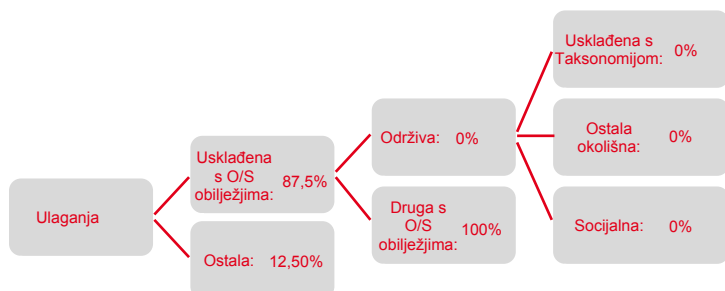 Ulaganja
Usklađena
s O/S
obilježjima: 87,5%
Ostala: 12,50%
Održiva: 0%
Druga s
O/S
obilježjima: 100%
Usklađena s
Taksonomijom: 0%
Ostala
okolišna: 0%
Socijalna: 0%